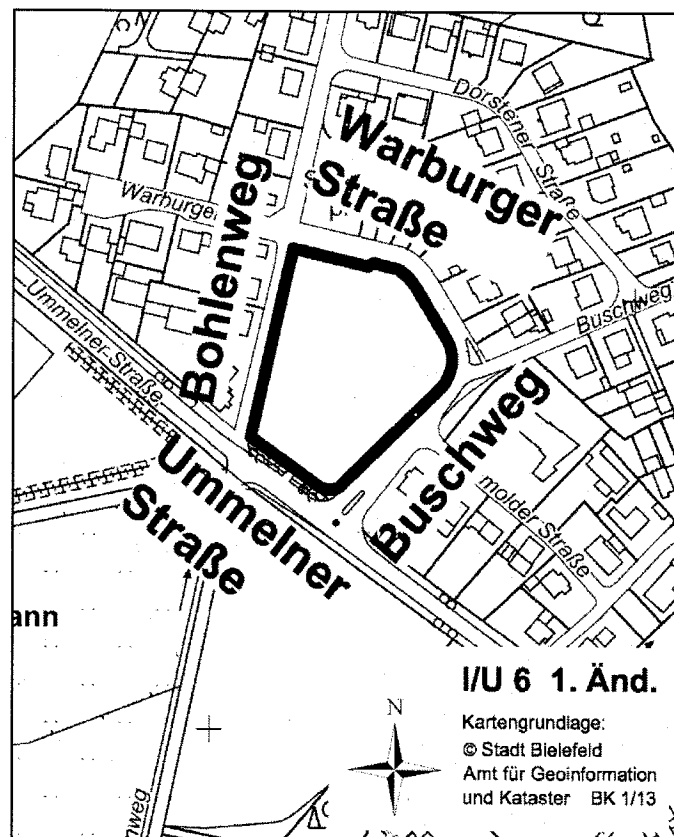 Dorstener Straße
Warburger
Straße
Warburger
Bohlenweg
Buschweg
Ummelner-Straße
Buschweg
Ummelner
Straße
molder Straße
ann
I/U 6 1. Änd.
N
Kartengrundlage:
© Stadt Bielefeld
Amt für Geoinformation
und Kataster BK 1/13
nweg